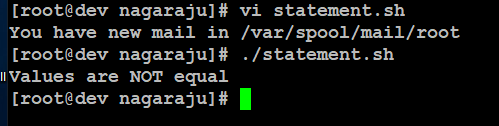 [root@dev nagaraju]# vi statement.sh
You have new mail in /var/spool/mail/root
[root@dev nagaraju]# ./statement.sh
Values are NOT equal
[root@dev nagaraju]#